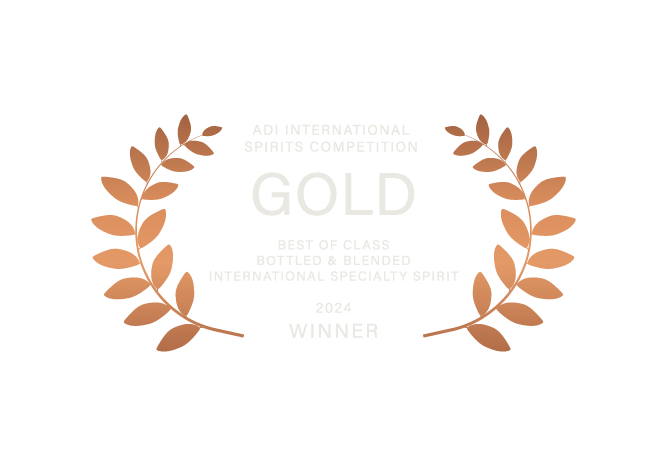 ADI INTERNATIONAL
SPIRITS COMPETITION
GOLD
BEST OF CLASS
BOTTLED & BLENDED
INTERNATIONAL SPECIALTY SPIRIT
2024
WINNER